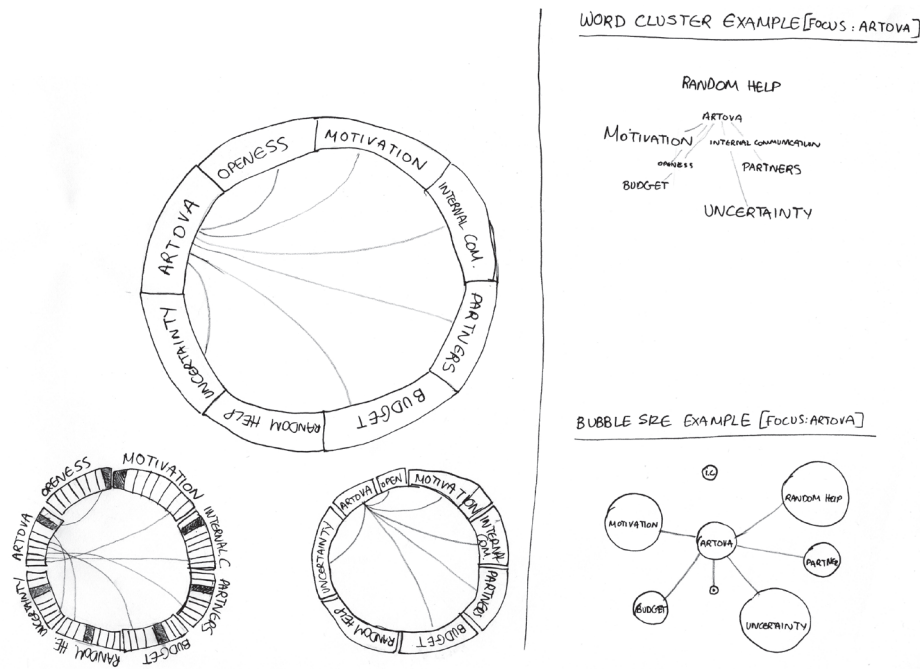 WORD CLUSTER EXAMPLE [FOCUS: ARTOVA]
RANDOM HELP
ARTOVA
MOTIVATION
INTERNAL COMMUNICATION
OPENESS
PARTNERS
BUDGET
UNCERTAINTY
OPENESS
MOTIVATION
INTERNAL COM.
PARTNERS
BUDGET
RANDOM HELP
UNCERTAINTY
ARTOVA
BUBBLE SIZE EXAMPLE [FOCUS: ARTOVA]
I.C
RANDOM HELP
MOTIVATION
ARTOVA
PARTNER
BUDGET
UNCERTAINTY
OPENESS
MOTIVATION
INTERNAL C
PARTNERS
BUDGET
RANDOM HE
UNCERTAINTY
ARTOVA
ARTOVA
OPEN
MOTIVATION
INTERNAL
COM.
PARTNERS
BUDGET
RANDOM HELP
UNCERTAINTY